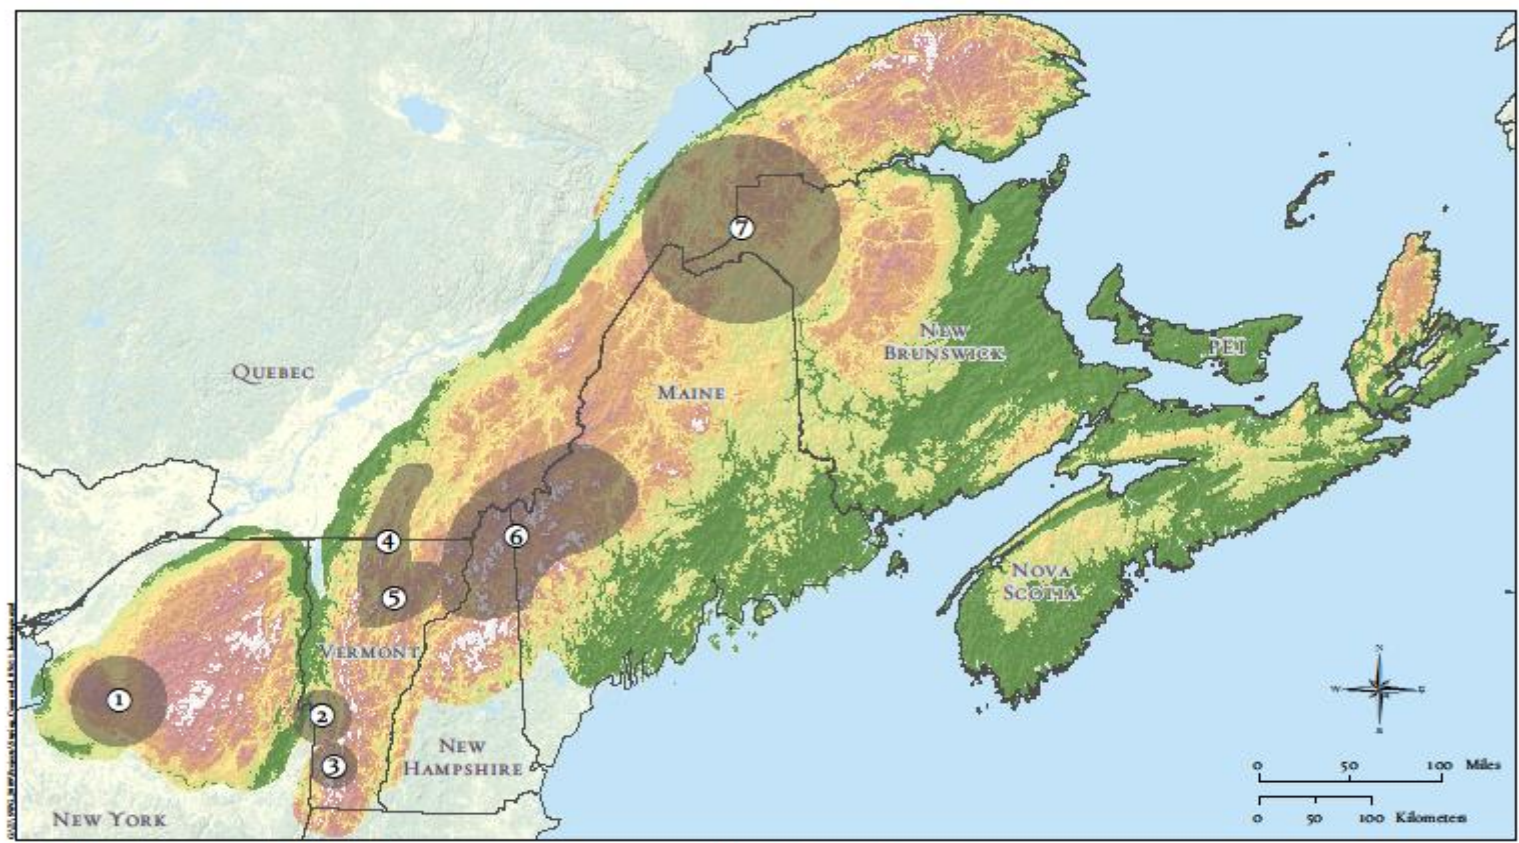 7
QUEBEC
NEW
BRUNSWICK
PEI
MAINE
4
6
5
NOVA
SCOTIA
VERMONT
N
W E
S
1
2
3
NEW
HAMPSHIRE
0 50 100 Miles
0 50 100 Kilometers
NEW YORK